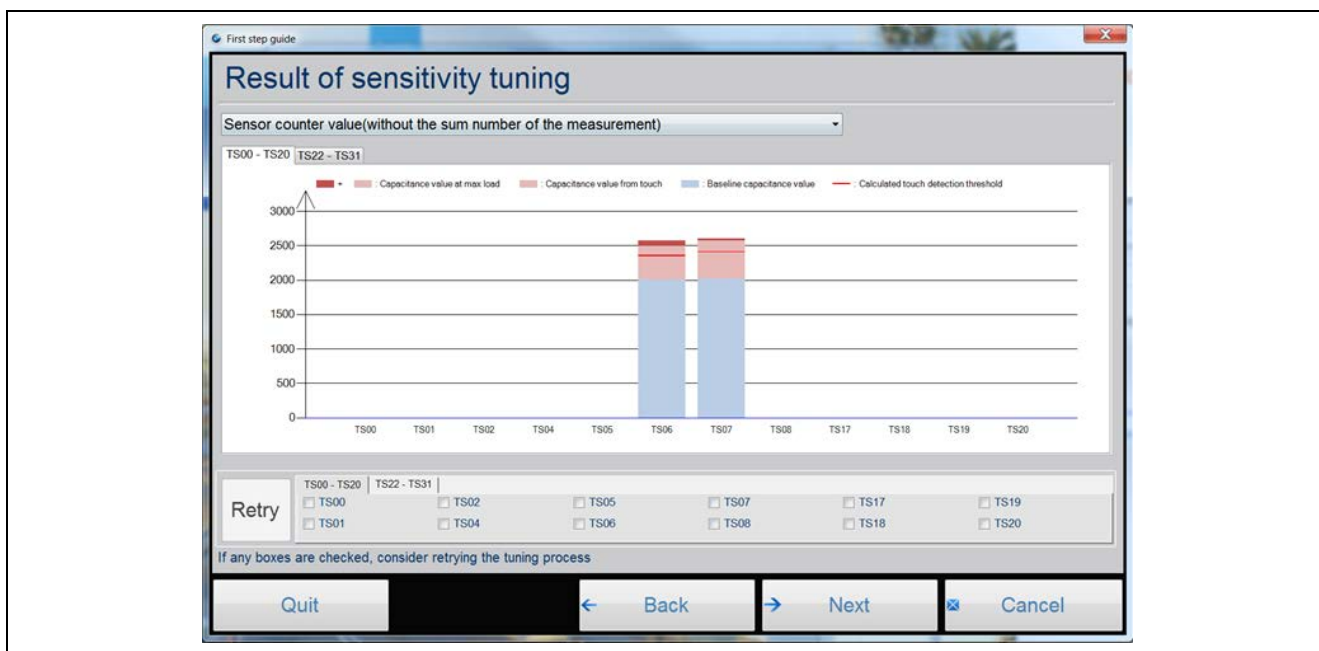 First step guide
Result of sensitivity tuning
Sensor counter value(without the sum number of the measurement)
TS00 - TS20 TS22 - TS31
+ : Capacitance value at max load : Capacitance value from touch : Baseline capacitance value : Calculated touch detection threshold
3000
2500
2000
1500
1000
500
0
TS00 TS01 TS02 TS04 TS05 TS06 TS07 TS08 TS17 TS18 TS19 TS20
TS00 - TS20 TS22 - TS31
Retry
TS00 TS02 TS05 TS07 TS17 TS19
TS01 TS04 TS06 TS08 TS18 TS20
If any boxes are checked, consider retrying the tuning process
Quit Back Next Cancel